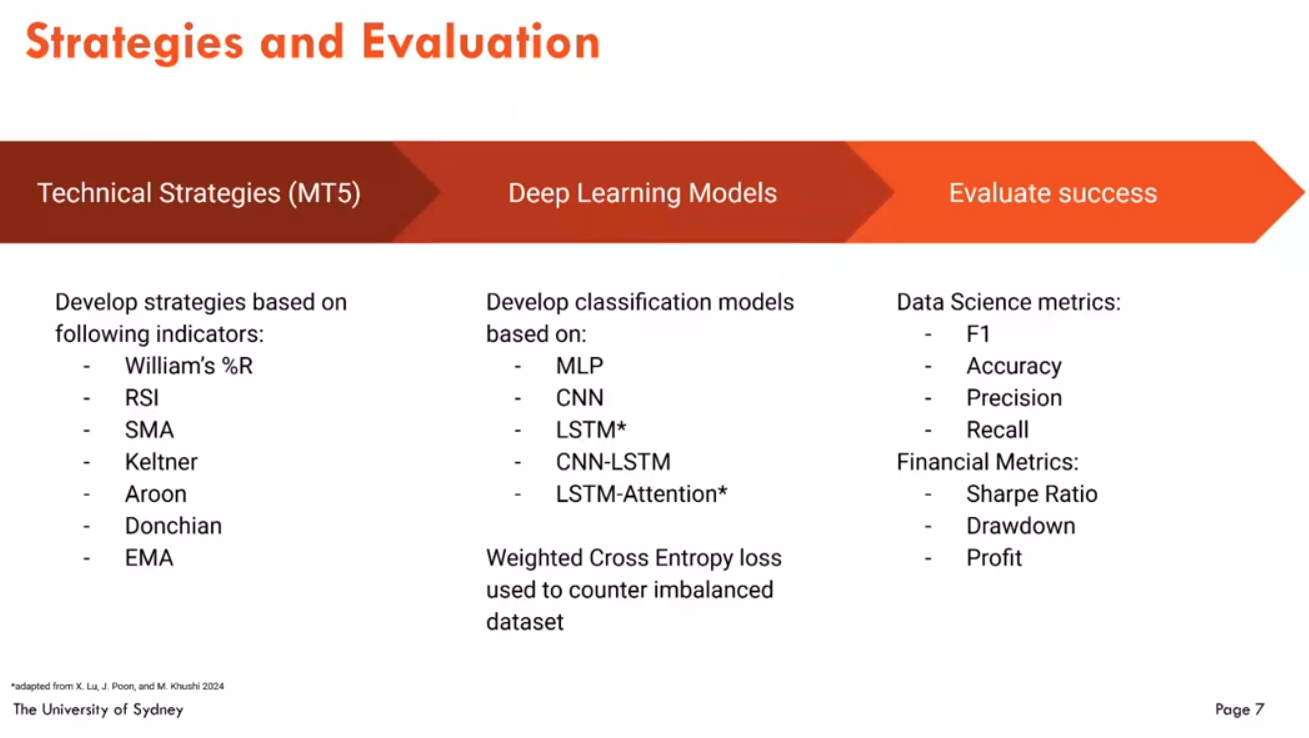 Strategies and Evaluation
Technical Strategies (MT5)
Deep Learning Models
Evaluate success
Develop strategies based on
following indicators:
- William’s %R
- RSI
- SMA
- Keltner
- Aroon
- Donchian
- EMA
Develop classification models
based on:
- MLP
- CNN
- LSTM*
- CNN-LSTM
- LSTM-Attention*
Weighted Cross Entropy loss
used to counter imbalanced
dataset
Data Science metrics:
- F1
- Accuracy
- Precision
- Recall
Financial Metrics:
- Sharpe Ratio
- Drawdown
- Profit
*adapted from X. Lu, J. Poon, and M. Khushi 2024
The University of Sydney
Page 7